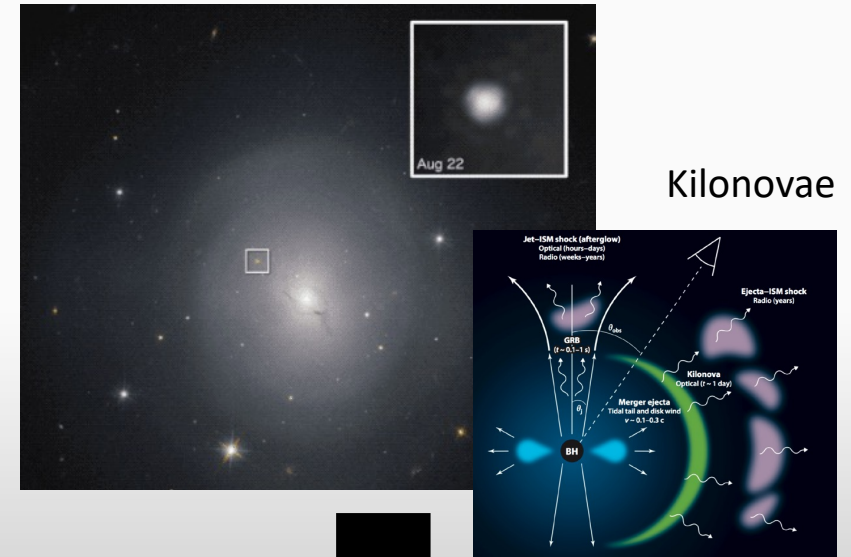 Aug 22
Kilonovae
Jet–ISM shock (afterglow)
Optical (hours–days)
Radio (weeks–years)
Ejecta–ISM shock
Radio (years)
GRB
(t ~ 0.1–1 s)
θobs
Kilonova
Optical (t ~ 1 day)
θj
Merger ejecta
Tidal tail and disk wind
v ~ 0.1–0.3 c
BH